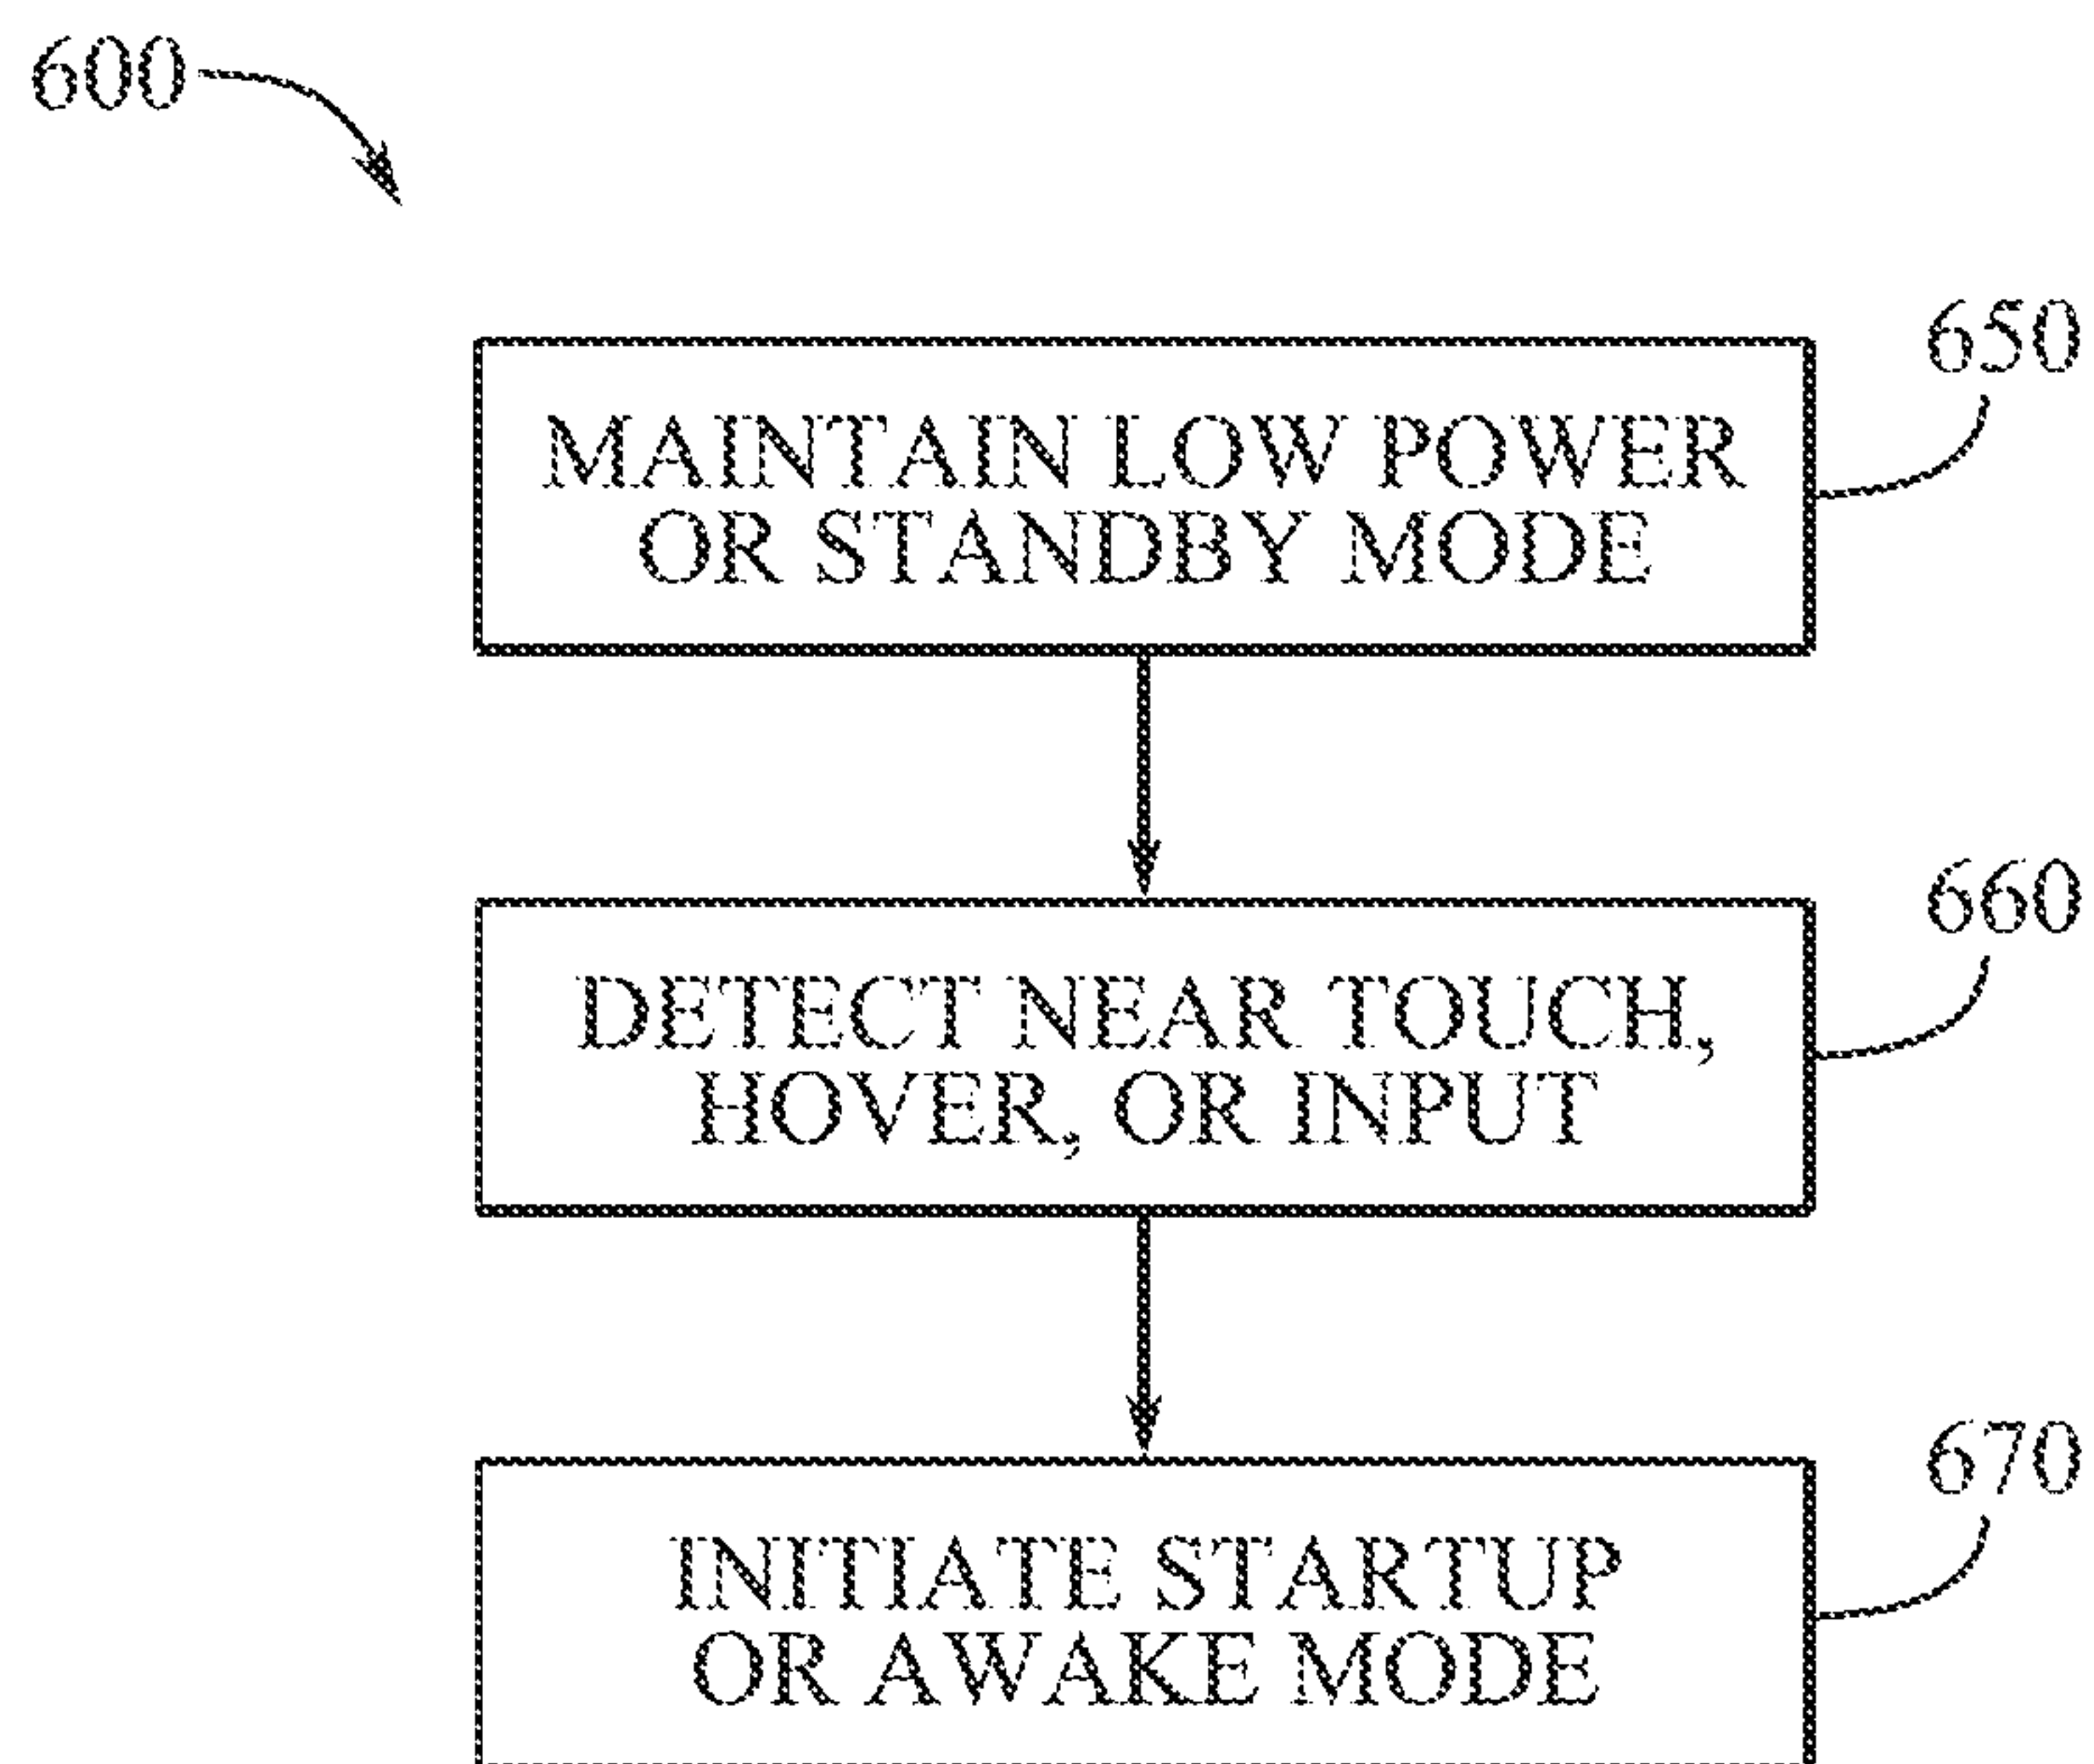 600
650
MAINTAIN LOW POWER
OR STANDBY MODE
660
DETECT NEAR TOUCH,
HOVER, OR INPUT
670
INITIATE STARTUP
OR AWAKE MODE